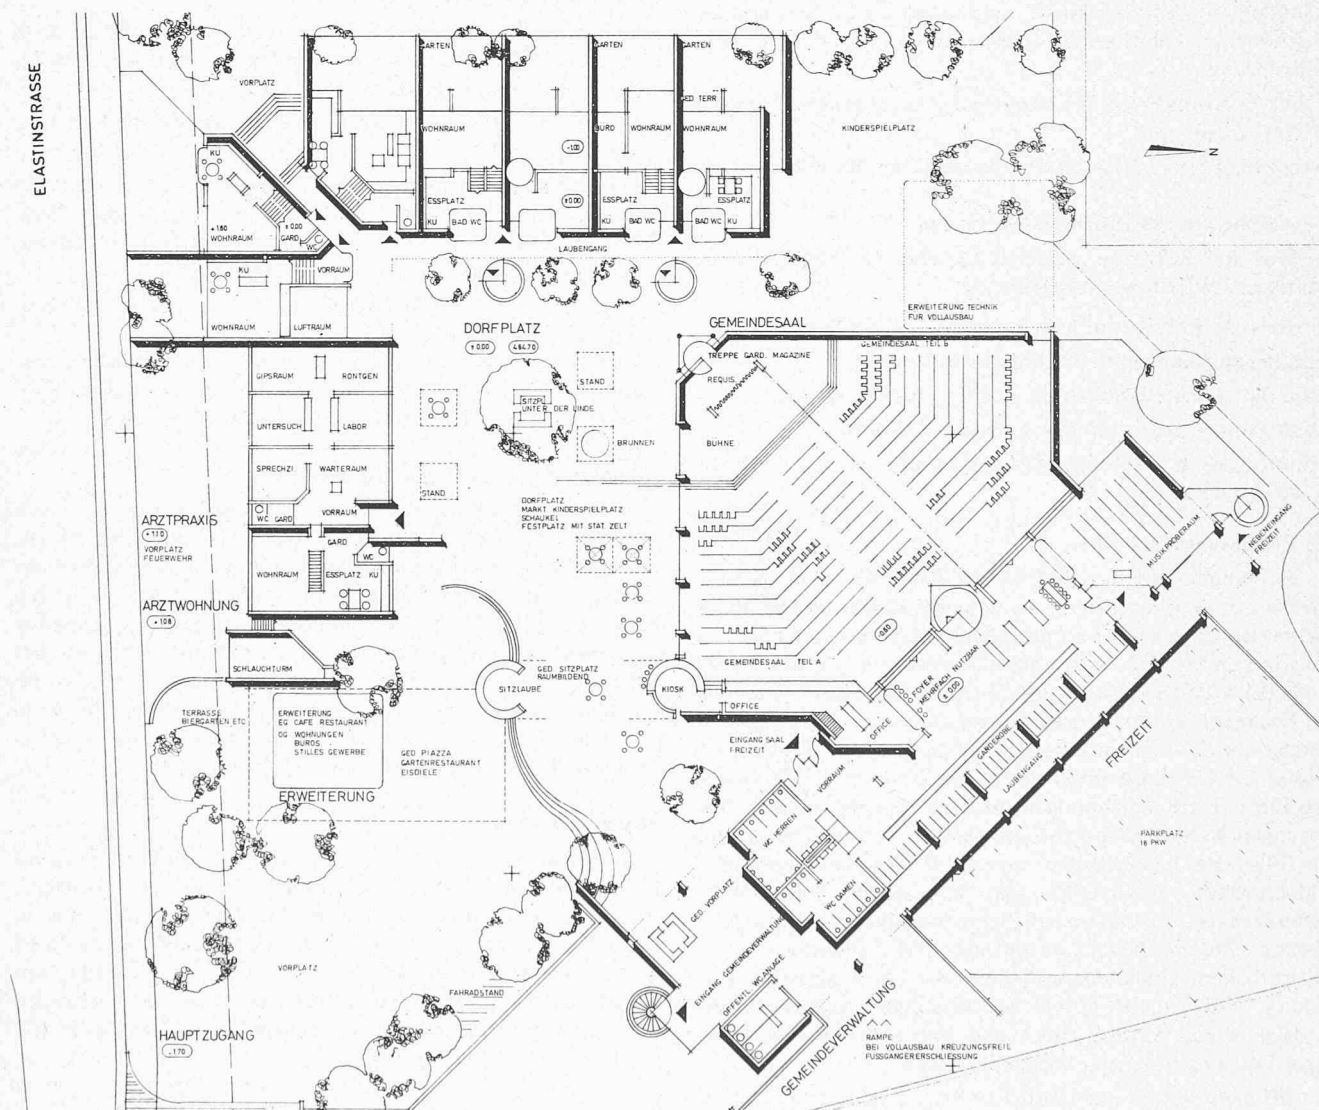 ELASTINSTRASSE
VORPLATZ
GARTEN
GARTEN
GARTEN
GED TERR
WOHNRAUM
BURO
WOHNRAUM
WOHNRAUM
KINDERSPIELPLATZ
N
KU
-1.00
±0.00
ESSPLATZ
ESSPLATZ
ESSPLATZ
KU
BAD WC
KU
BAD WC
BAD WC
KU
+.180
WOHNRAUM
±0.00
GARD
WC
LAUBENGANG
KU
VORRAUM
WOHNRAUM
LUFTRAUM
ERWEITERUNG TECHNIK
FUR VOLLAUSBAU
DORFPLATZ
±0.00
464.70
GEMEINDESAAL
TREPPE GARD. MAGAZINE
GEMEINDESAAL TEIL B
REQUIS.
BÜHNE
GIPSRAUM
RÖNTGEN
STAND
SITZPL
UNTER DER LINDE
UNTERSUCH
LABOR
BRUNNEN
SPRECHZI.
WARTERAUM
STAND
DORFPLATZ
MARKT KINDERSPIELPLATZ
SCHAUKEL
FESTPLATZ MIT STAT ZELT
WC GARD
VORRAUM
ARZTPRAXIS
+1.10
VORPLATZ
FEUERWEHR
GARD
WC
WOHNRAUM
ESSPLATZ
KU
ARZTWOHNUNG
+1.08
MUSIKPROBERAUM
NEBENEINGANG
FREIZEIT
-0.80
GEMEINDESAAL TEIL A
SCHLAUCHTURM
SITZLAUBE
GED SITZPLATZ
RAUMBILDEND
KIOSK
OFFICE
OFFICE
FOYER
MEHRFACH NUTZBAR
±0.00
TERRASSE
BIERGARTEN ETC
ERWEITERUNG
EG CAFE RESTAURANT
OG WOHNUNGEN
BUROS
STILLES GEWERBE
ERWEITERUNG
GED PIAZZA
GARTENRESTAURANT
EISDIELE
EINGANG SAAL
FREIZEIT
VORRAUM
GARDEROBE
LAUBENGANG
FREIZEIT
WC HERREN
WC DAMEN
PARKPLATZ
18 PKW
GED. VORPLATZ
EINGANG GEMEINDEVERWALTUNG
ÖFFENTL. WC ANLAGE
VORPLATZ
FAHRADSTAND
HAUPTZUGANG
-1.70
GEMEINDEVERWALTUNG
RAMPE
BEI VOLLAUSBAU KREUZUNGSFREIE
FUSSGANGERERSCHLIESSUNG